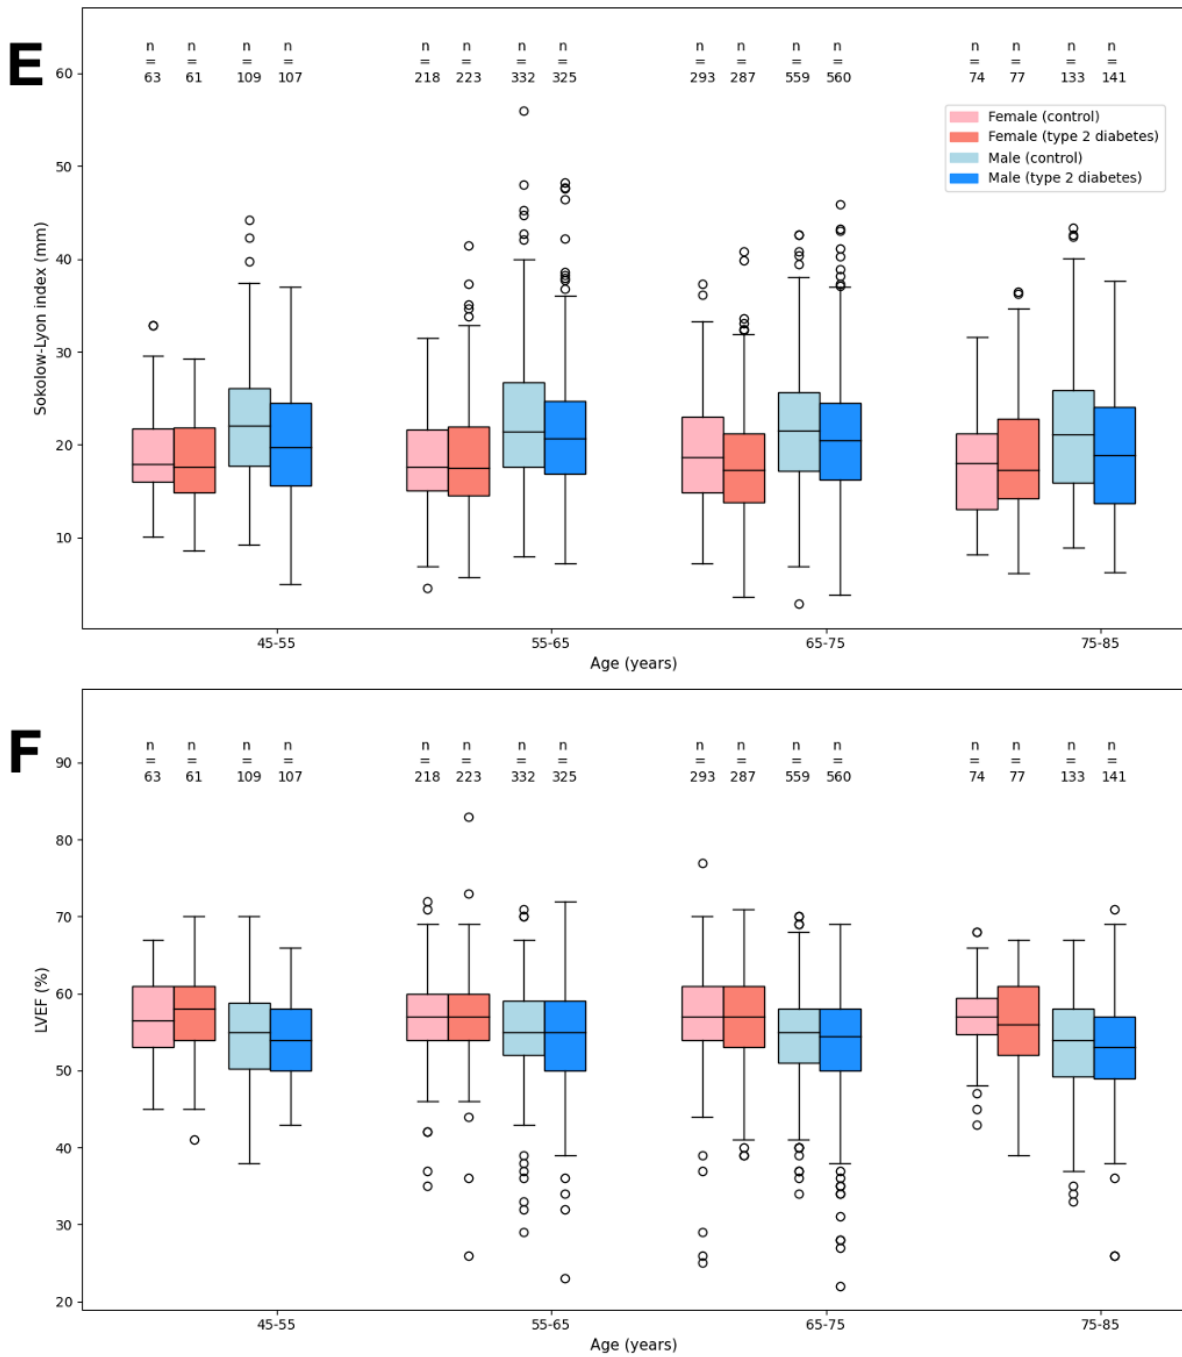 E
n n n n n n n n n n n n n n n n
= = = = = = = = = = = = = = = =
63 61 109 107 218 223 332 325 293 287 559 560 74 77 133 141
Female (control)
Female (type 2 diabetes)
Male (control)
Male (type 2 diabetes)
60
50
40
30
20
10
Sokolow-Lyon index (mm)
45-55 55-65 65-75 75-85
Age (years)
F
n n n n n n n n n n n n n n n n
= = = = = = = = = = = = = = = =
63 61 109 107 218 223 332 325 293 287 559 560 74 77 133 141
90
80
70
60
50
40
30
20
LVEF (%)
45-55 55-65 65-75 75-85
Age (years)